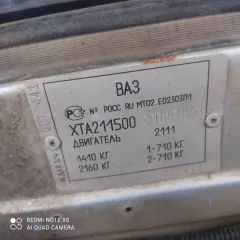 ВАЗ
№ РОСС RU МТ02.Е02303П1
ХТА211500
ДВИГАТЕЛЬ 2111
1410 КГ 1-710 КГ
2160 КГ 2-710 КГ
REDMI NOTE 9S
AI QUAD CAMERA